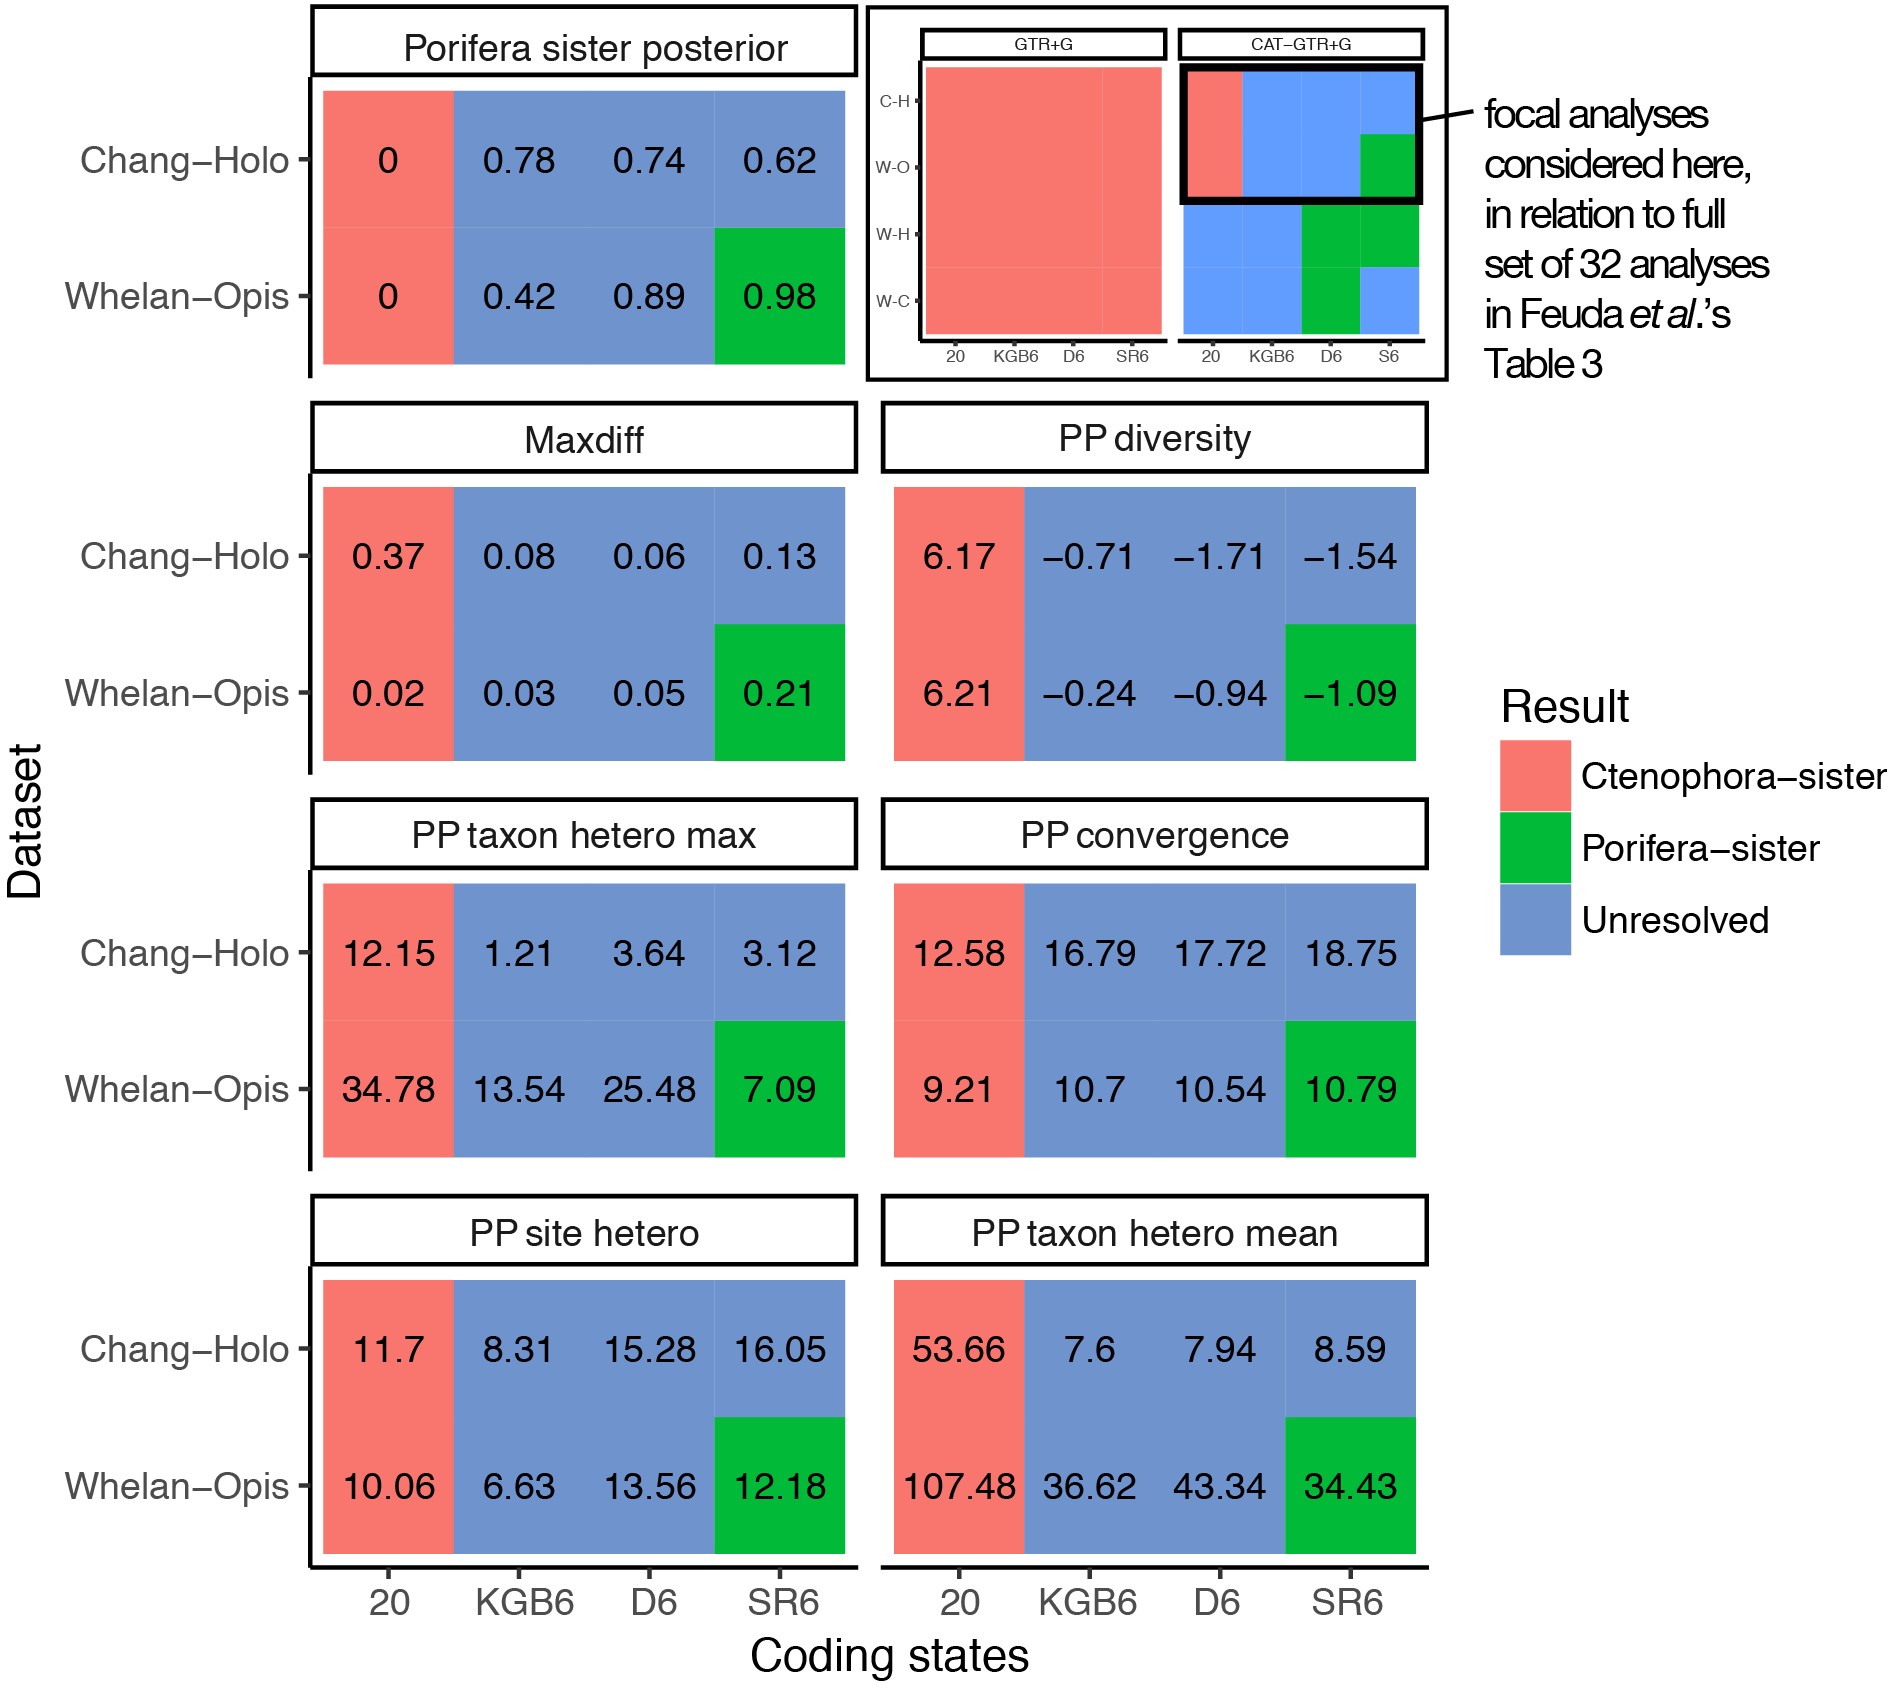 Porifera sister posterior
Chang−Holo 0 0.78 0.74 0.62
Whelan−Opis 0 0.42 0.89 0.98
GTR+G CAT−GTR+G
C-H
W-O
W-H
W-C
20 KGB6 D6 SR6 20 KGB6 D6 S6
focal analyses
considered here,
in relation to full
set of 32 analyses
in Feuda et al.’s
Table 3
Maxdiff PP diversity
Chang−Holo 0.37 0.08 0.06 0.13 6.17 −0.71 −1.71 −1.54
Whelan−Opis 0.02 0.03 0.05 0.21 6.21 −0.24 −0.94 −1.09
PP taxon hetero max PP convergence
Chang−Holo 12.15 1.21 3.64 3.12 12.58 16.79 17.72 18.75
Whelan−Opis 34.78 13.54 25.48 7.09 9.21 10.7 10.54 10.79
PP site hetero PP taxon hetero mean
Chang−Holo 11.7 8.31 15.28 16.05 53.66 7.6 7.94 8.59
Whelan−Opis 10.06 6.63 13.56 12.18 107.48 36.62 43.34 34.43
20 KGB6 D6 SR6 20 KGB6 D6 SR6
Coding states
Dataset
Result
Ctenophora−sister
Porifera−sister
Unresolved